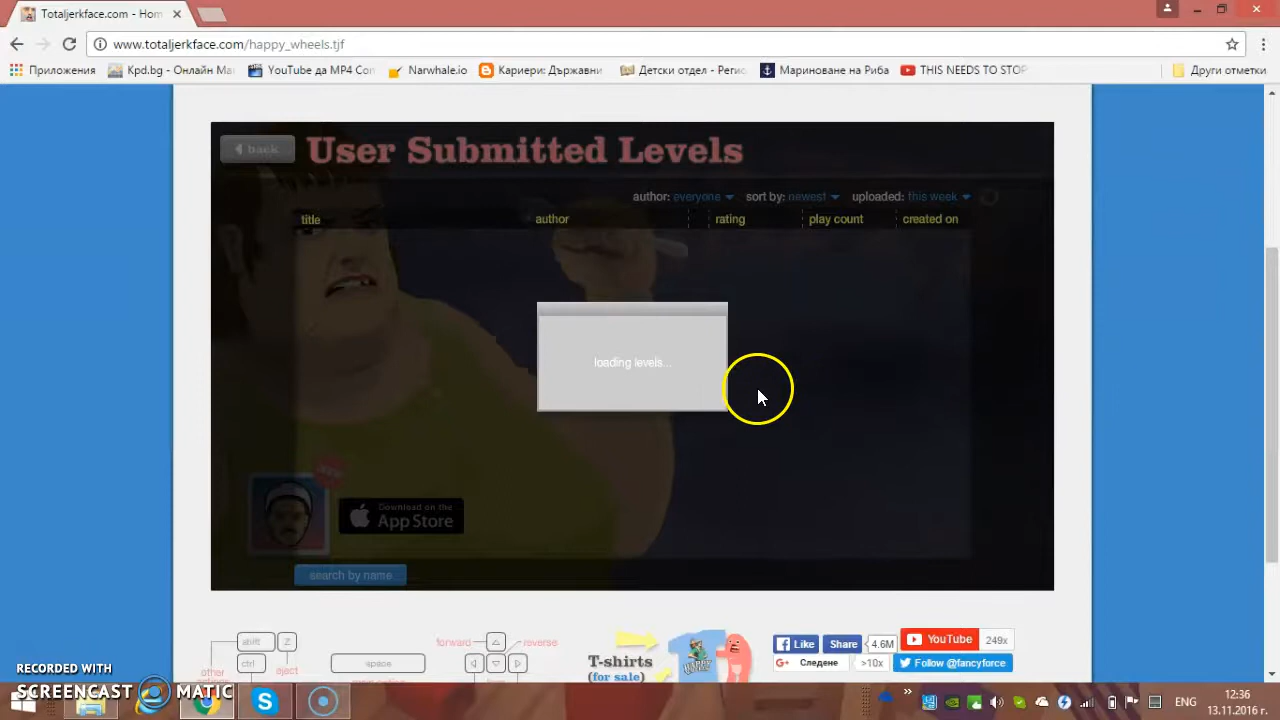 Totaljerkface.com - Hom
www.totaljerkface.com/happy_wheels.tjf
Приложения Kpd.bg - Онлайн Ма YouTube да MP4 Con Narwhale.io Кариери: Държавни Детски отдел - Регио Мариноване на Риба THIS NEEDS TO STOP Други отметки
back User Submitted Levels
author: everyone sort by: newest uploaded: this week
title author rating play count created on
loading levels...
Download on the
App Store
search by name
shift Z forward reverse
ctrl eject space
T-shirts
(for sale)
Like Share 4.6M YouTube 249x
Следене >10x Follow @fancyforce
RECORDED WITH
SCREENCAST MATIC
ЕНГ 12:36
13.11.2016 г.